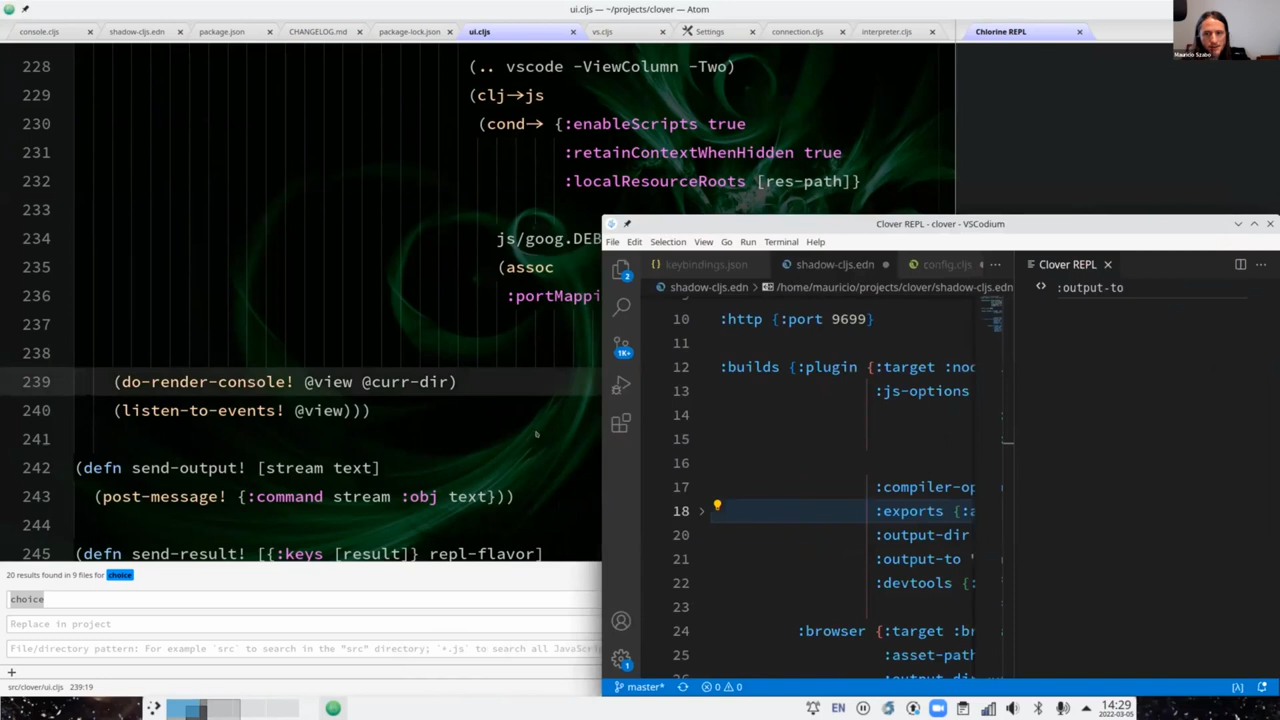 ui.cljs — ~/projects/clover — Atom
console.cljs
shadow-cljs.edn
package.json
CHANGELOG.md
package-lock.json
ui.cljs
vs.cljs
Settings
connection.cljs
interpreter.cljs
Chlorine REPL
Mauricio Szabo
228 (.. vscode -ViewColumn -Two)
229 (clj->js
230 (cond-> {:enableScripts true
231 :retainContextWhenHidden true
232 :localResourceRoots [res-path]}
233
234 js/goog.DEB
235 (assoc
236 :portMappi
237
238
239 (do-render-console! @view @curr-dir)
240 (listen-to-events! @view)))
241
242 (defn send-output! [stream text]
243 (post-message! {:command stream :obj text}))
244
245 (defn send-result! [{:keys [result]} repl-flavor]
20 results found in 9 files for choice
choice
Replace in project
File/directory pattern: For example `src` to search in the "src" directory; `*.js` to search all JavaScrip
src/clover/ui.cljs 239:19
Clover REPL - clover - VSCodium
File Edit Selection View Go Run Terminal Help
keybindings.json
shadow-cljs.edn
config.cljs
Clover REPL
shadow-cljs.edn > /home/mauricio/projects/clover/shadow-cljs.edn
:output-to
2
1K+
1
10 :http {:port 9699}
11
12 :builds {:plugin {:target :noc
13 :js-options
14
15
16
17 :compiler-op
18 :exports {:a
20 :output-dir
21 :output-to "
22 :devtools {:
23
24 :browser {:target :br
25 :asset-path
master*
0 0
[λ]
EN
14:29
2022-03-05